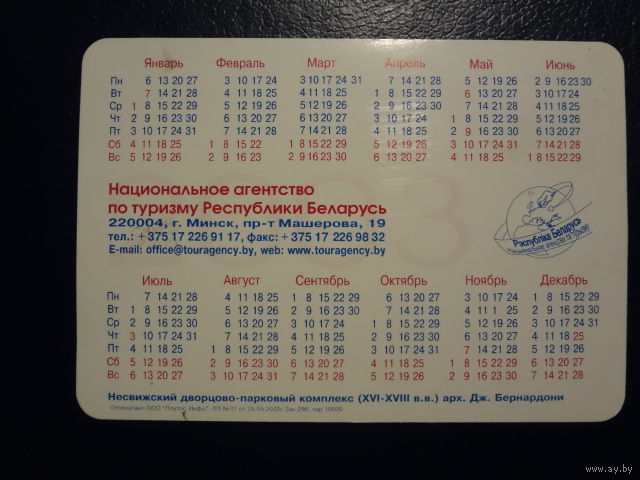 Январь Февраль Март Апрель Май Июнь
Пн 6 13 20 27 3 10 17 24 3 10 17 24 31 7 14 21 28 5 12 19 26 2 9 16 23 30
Вт 7 14 21 28 4 11 18 25 4 11 18 25 1 8 15 22 29 6 13 20 27 3 10 17 24
Ср 1 8 15 22 29 5 12 19 26 5 12 19 26 2 9 16 23 30 7 14 21 28 4 11 18 25
Чт 2 9 16 23 30 6 13 20 27 6 13 20 27 3 10 17 24 1 8 15 22 29 5 12 19 26
Пт 3 10 17 24 31 7 14 21 28 7 14 21 28 4 11 18 25 2 9 16 23 30 6 13 20 27
Сб 4 11 18 25 1 8 15 22 1 8 15 22 29 5 12 19 26 3 10 17 24 31 7 14 21 28
Вс 5 12 19 26 2 9 16 23 2 9 16 23 30 6 13 20 27 4 11 18 25 1 8 15 22 29
Национальное агентство
по туризму Республики Беларусь
220004, г. Минск, пр-т Машерова, 19
тел.: +375 17 226 91 17, факс: +375 17 226 98 32
E-mail: office@touragency.by, web: www.touragency.by
Рэспубліка Беларусь
Нацыянальнае агенцтва па турызму
Июль Август Сентябрь Октябрь Ноябрь Декабрь
Пн 7 14 21 28 4 11 18 25 1 8 15 22 29 6 13 20 27 3 10 17 24 1 8 15 22 29
Вт 1 8 15 22 29 5 12 19 26 2 9 16 23 30 7 14 21 28 4 11 18 25 2 9 16 23 30
Ср 2 9 16 23 30 6 13 20 27 3 10 17 24 1 8 15 22 29 5 12 19 26 3 10 17 24 31
Чт 3 10 17 24 31 7 14 21 28 4 11 18 25 2 9 16 23 30 6 13 20 27 4 11 18 25
Пт 4 11 18 25 1 8 15 22 29 5 12 19 26 3 10 17 24 31 7 14 21 28 5 12 19 26
Сб 5 12 19 26 2 9 16 23 30 6 13 20 27 4 11 18 25 1 8 15 22 29 6 13 20 27
Вс 6 13 20 27 3 10 17 24 31 7 14 21 28 5 12 19 26 2 9 16 23 30 7 14 21 28
Несвижский дворцово-парковый комплекс (XVI-XVIII в.в.) арх. Дж. Бернардони
Отпечатано ООО "Плутос-Инфи". ЛП №37 от 25.09.2002г. Зак 290, тир. 10000
www.ay.by